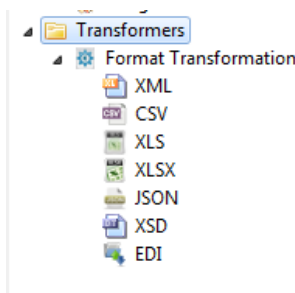 Transformers
Format Transformation
XML
CSV
XLS
XLSX
JSON
XSD
EDI